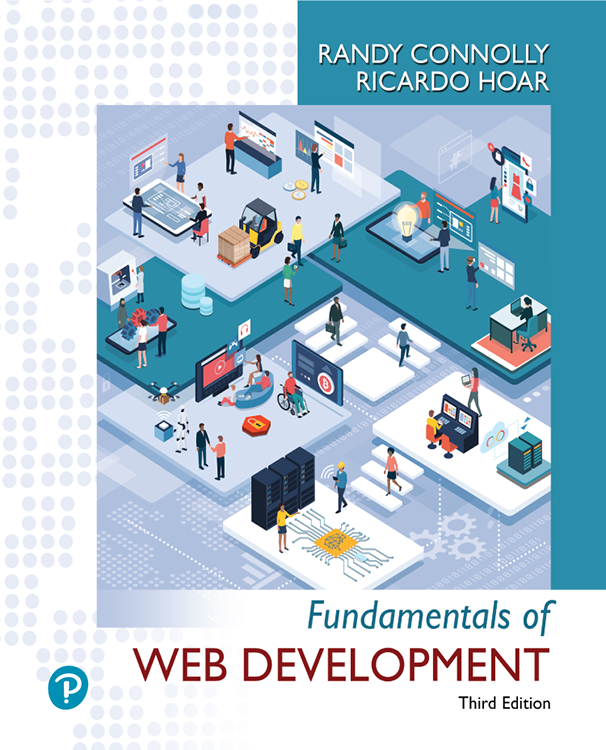 RANDY CONNOLLY
RICARDO HOAR
Fundamentals of
WEB DEVELOPMENT
Third Edition